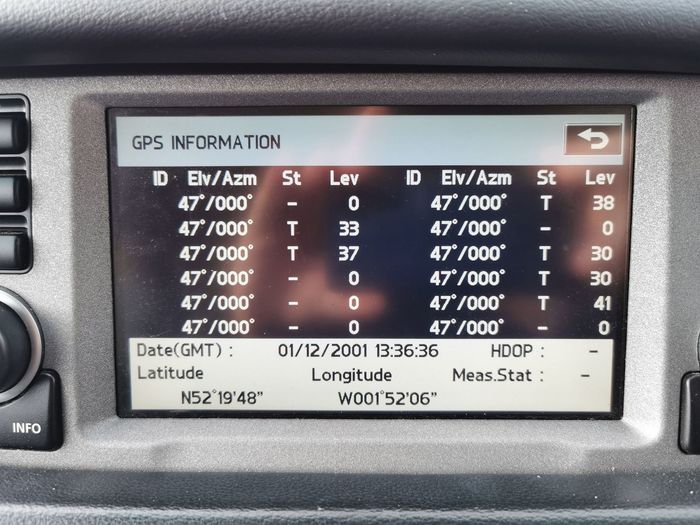 GPS INFORMATION
ID Elv/Azm St Lev ID Elv/Azm St Lev
47°/000° - 0 47°/000° T 38
47°/000° T 33 47°/000° - 0
47°/000° T 37 47°/000° T 30
47°/000° - 0 47°/000° T 30
47°/000° - 0 47°/000° T 41
47°/000° - 0 47°/000° - 0
Date(GMT) : 01/12/2001 13:36:36 HDOP : -
Latitude Longitude Meas.Stat : -
N52°19'48" W001°52'06"
INFO